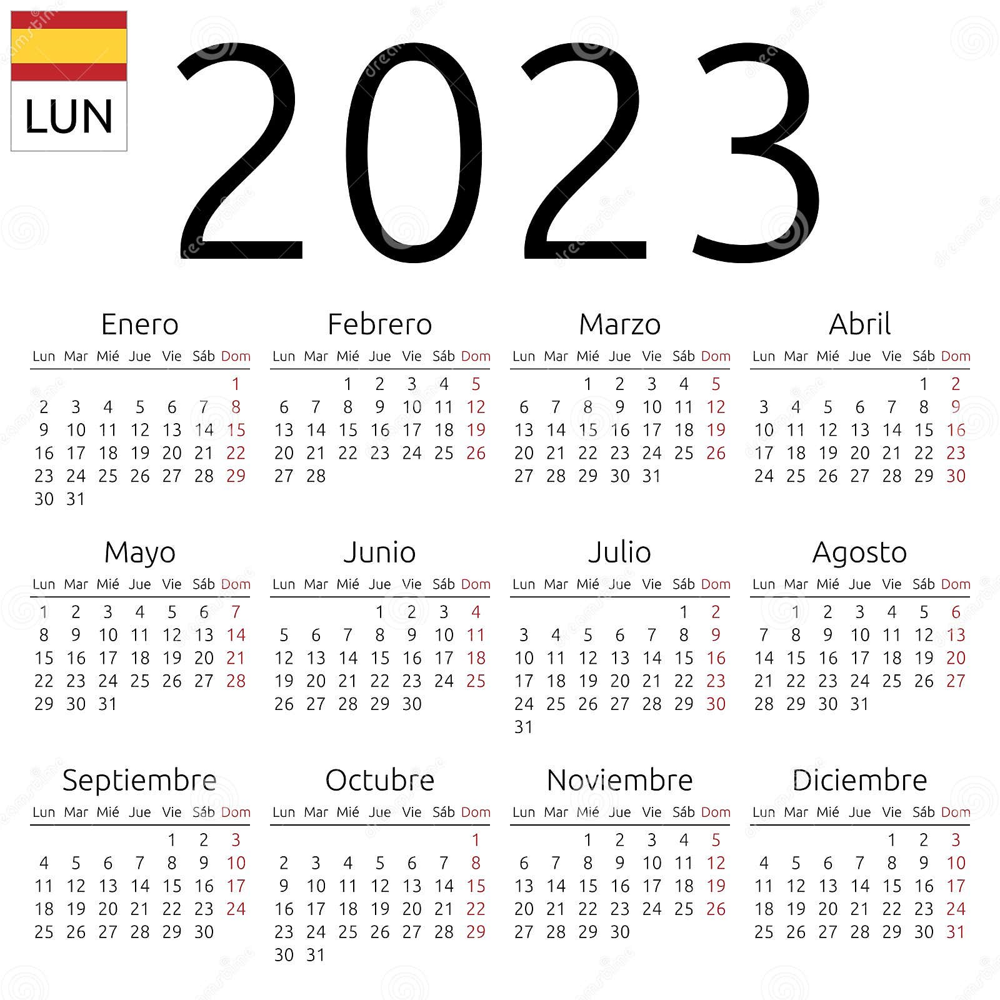 2023
LUN
Enero Febrero Marzo Abril
Lun Mar Mié Jue Vie Sáb Dom Lun Mar Mié Jue Vie Sáb Dom Lun Mar Mié Jue Vie Sáb Dom Lun Mar Mié Jue Vie Sáb Dom
1 1 2 3 4 5 1 2 3 4 5 1 2
2 3 4 5 6 7 8 6 7 8 9 10 11 12 6 7 8 9 10 11 12 3 4 5 6 7 8 9
9 10 11 12 13 14 15 13 14 15 16 17 18 19 13 14 15 16 17 18 19 10 11 12 13 14 15 16
16 17 18 19 20 21 22 20 21 22 23 24 25 26 20 21 22 23 24 25 26 17 18 19 20 21 22 23
23 24 25 26 27 28 29 27 28 27 28 29 30 31 24 25 26 27 28 29 30
30 31
Mayo Junio Julio Agosto
Lun Mar Mié Jue Vie Sáb Dom Lun Mar Mié Jue Vie Sáb Dom Lun Mar Mié Jue Vie Sáb Dom Lun Mar Mié Jue Vie Sáb Dom
1 2 3 4 5 6 7 1 2 3 4 1 2 1 2 3 4 5 6
8 9 10 11 12 13 14 5 6 7 8 9 10 11 3 4 5 6 7 8 9 7 8 9 10 11 12 13
15 16 17 18 19 20 21 12 13 14 15 16 17 18 10 11 12 13 14 15 16 14 15 16 17 18 19 20
22 23 24 25 26 27 28 19 20 21 22 23 24 25 17 18 19 20 21 22 23 21 22 23 24 25 26 27
29 30 31 26 27 28 29 30 24 25 26 27 28 29 30 28 29 30 31
31
Septiembre Octubre Noviembre Diciembre
Lun Mar Mié Jue Vie Sáb Dom Lun Mar Mié Jue Vie Sáb Dom Lun Mar Mié Jue Vie Sáb Dom Lun Mar Mié Jue Vie Sáb Dom
1 2 3 1 1 2 3 4 5 1 2 3
4 5 6 7 8 9 10 2 3 4 5 6 7 8 6 7 8 9 10 11 12 4 5 6 7 8 9 10
11 12 13 14 15 16 17 9 10 11 12 13 14 15 13 14 15 16 17 18 19 11 12 13 14 15 16 17
18 19 20 21 22 23 24 16 17 18 19 20 21 22 20 21 22 23 24 25 26 18 19 20 21 22 23 24
25 26 27 28 29 30 23 24 25 26 27 28 29 27 28 29 30 25 26 27 28 29 30 31
30 31
dreamstime